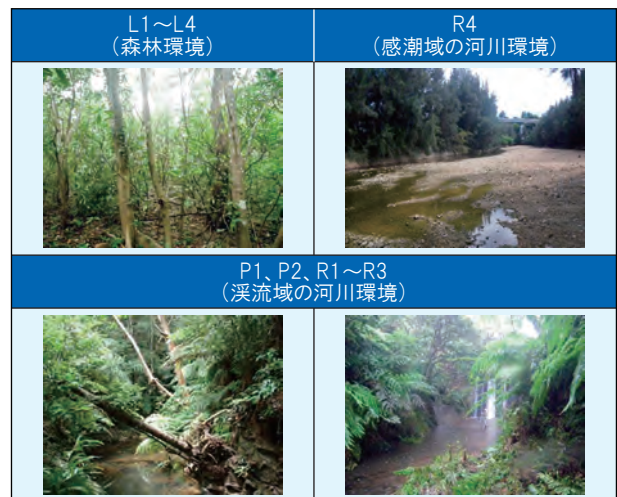 L1～L4
（森林環境）
R4
（感潮域の河川環境）
P1、P2、R1～R3
（渓流域の河川環境）